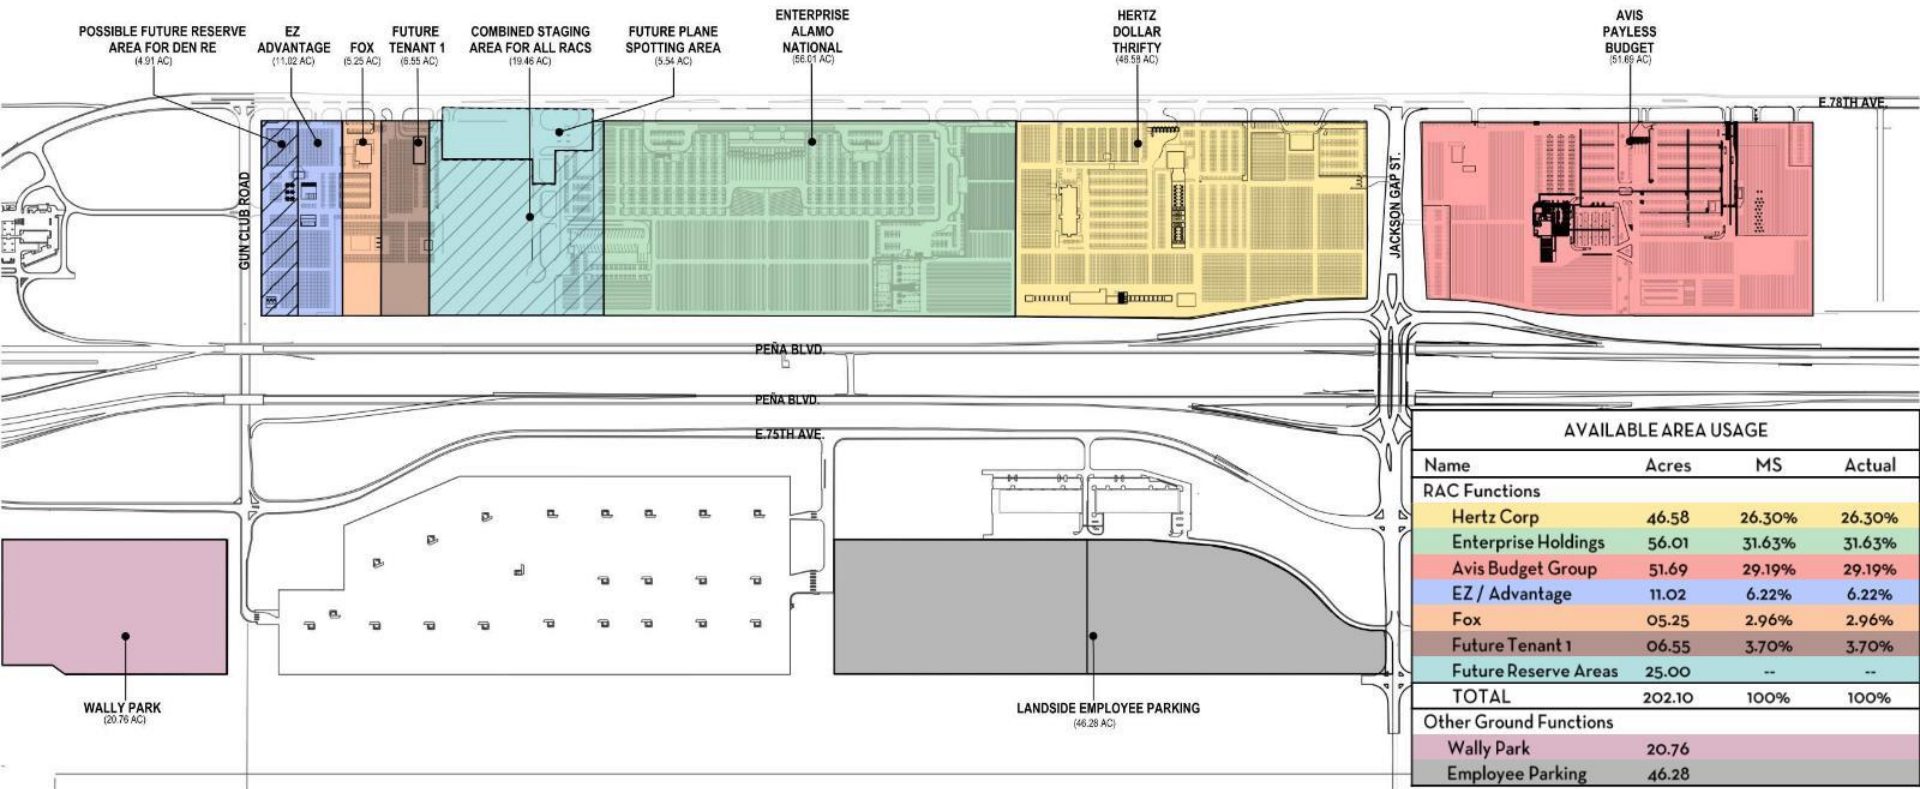 POSSIBLE FUTURE RESERVE
AREA FOR DEN RE
(4.91 AC)
EZ
ADVANTAGE
(11.02 AC)
FOX
(5.25 AC)
FUTURE
TENANT 1
(6.55 AC)
COMBINED STAGING
AREA FOR ALL RACS
(19.46 AC)
FUTURE PLANE
SPOTTING AREA
(5.54 AC)
ENTERPRISE
ALAMO
NATIONAL
(56.01 AC)
HERTZ
DOLLAR
THRIFTY
(46.58 AC)
AVIS
PAYLESS
BUDGET
(51.69 AC)
E.78TH AVE.
GUN CLUB ROAD
JACKSON GAP ST.
PEÑA BLVD.
PEÑA BLVD.
E.75TH AVE.
WALLY PARK
(20.76 AC)
LANDSIDE EMPLOYEE PARKING
(46.28 AC)
AVAILABLE AREA USAGE
Name Acres MS Actual
RAC Functions
Hertz Corp 46.58 26.30% 26.30%
Enterprise Holdings 56.01 31.63% 31.63%
Avis Budget Group 51.69 29.19% 29.19%
EZ / Advantage 11.02 6.22% 6.22%
Fox 05.25 2.96% 2.96%
Future Tenant 1 06.55 3.70% 3.70%
Future Reserve Areas 25.00 -- --
TOTAL 202.10 100% 100%
Other Ground Functions
Wally Park 20.76
Employee Parking 46.28